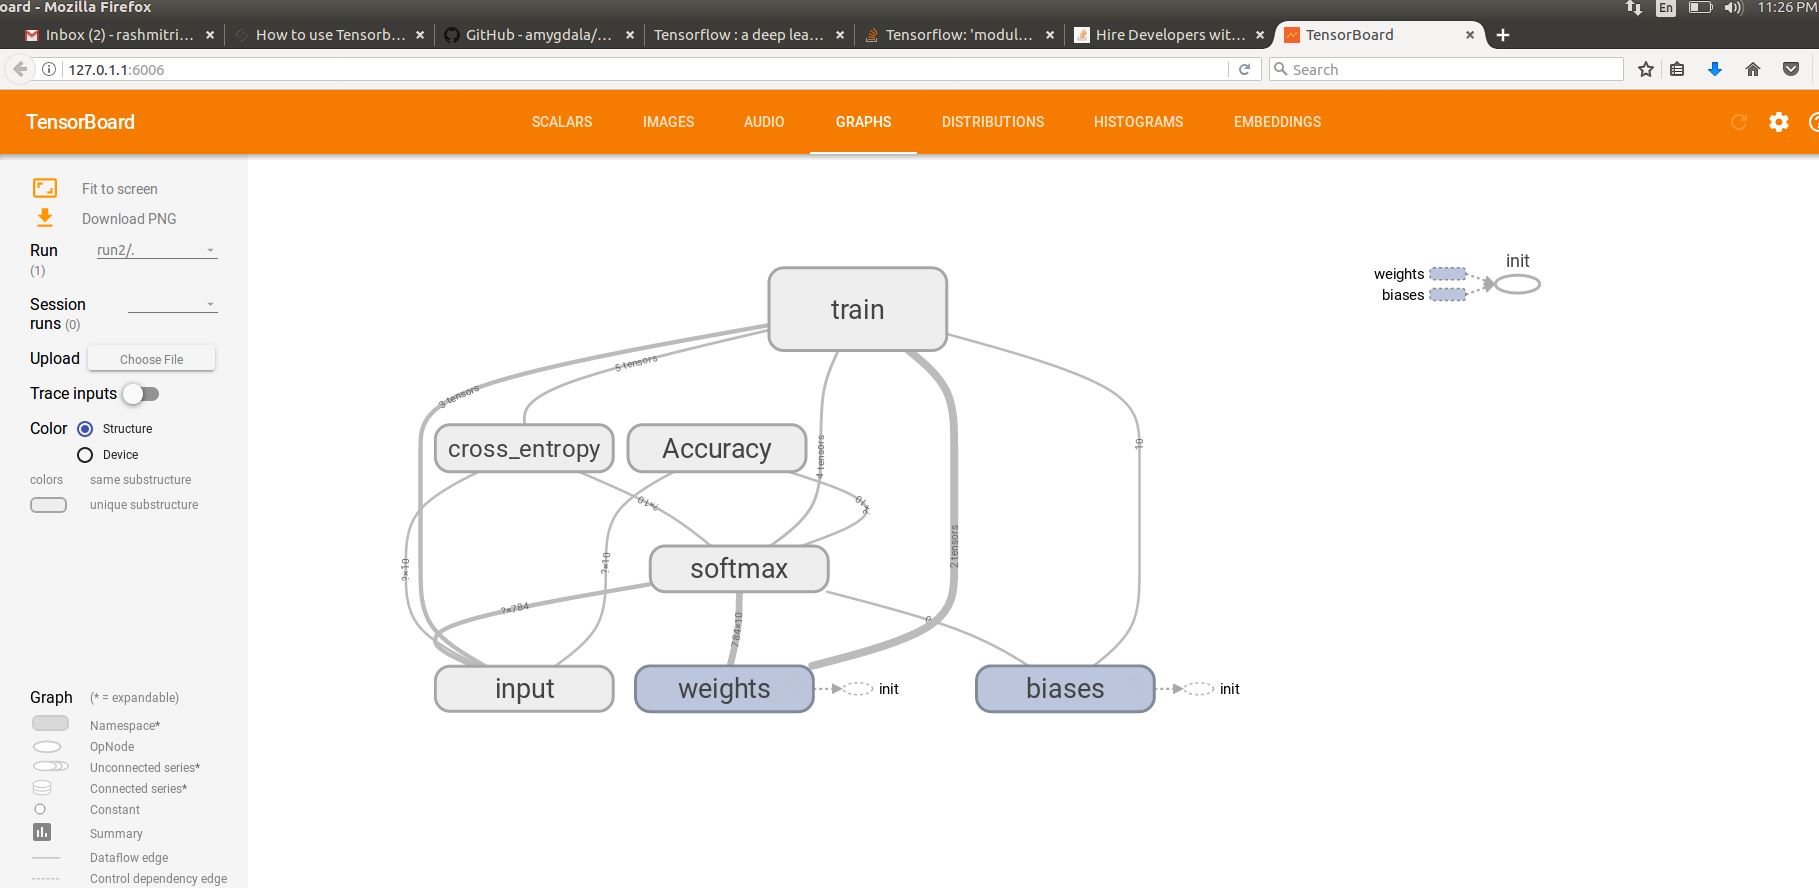 oard - Mozilla Firefox
En
11:26 PM
Inbox (2) - rashmitri... × How to use Tensorb... × GitHub - amygdala/... × Tensorflow : a deep lea... × Tensorflow: 'modul... × Hire Developers wit... × TensorBoard ×
127.0.1.1:6006
Search
TensorBoard
SCALARS IMAGES AUDIO GRAPHS DISTRIBUTIONS HISTOGRAMS EMBEDDINGS
Fit to screen
Download PNG
Run
(1)
run2/.
Session
runs (0)
Upload Choose File
Trace inputs
Color Structure
Device
colors same substructure
unique substructure
Graph (* = expandable)
Namespace*
OpNode
Unconnected series*
Connected series*
Constant
Summary
Dataflow edge
Control dependency edge
init
weights
biases
train
5 tensors
3 tensors
cross_entropy
Accuracy
4 tensors
10
?×10
?×10
2 tensors
?×10
?×10
softmax
?×784
784×10
input
weights
init
biases
init